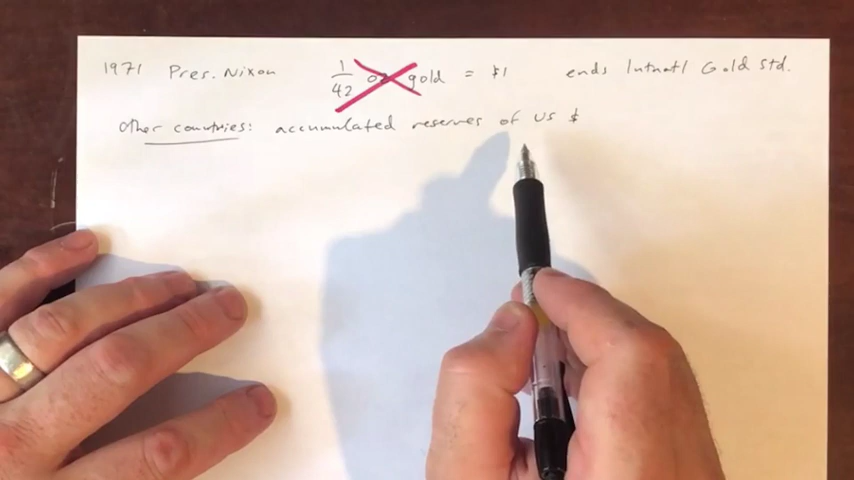 1971 Pres. Nixon 1/42 oz gold = $1 ends Intnat'l Gold Std.
Other countries: accumulated reserves of US $